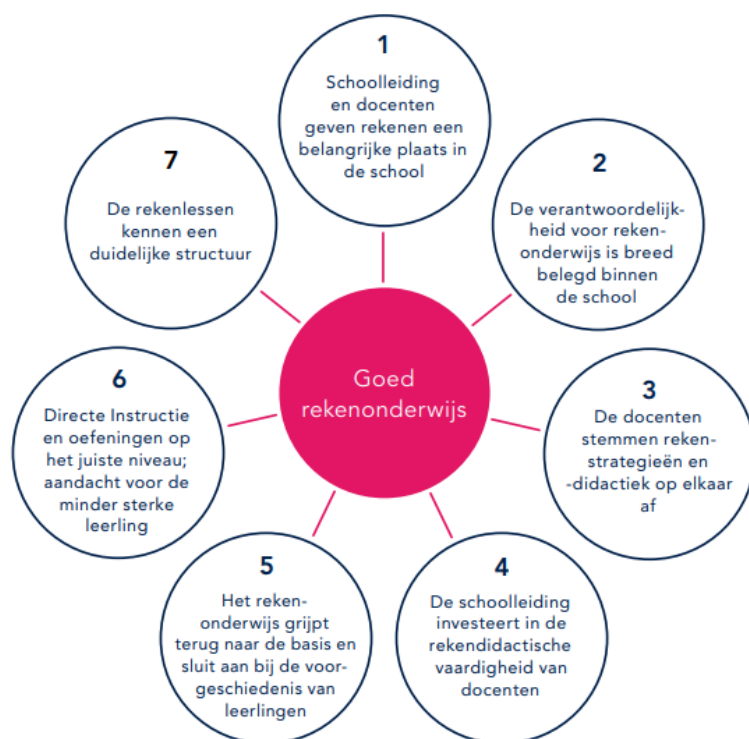 1
Schoolleiding
en docenten
geven rekenen een
belangrijke plaats in
de school
2
De verantwoordelijk-
heid voor reken-
onderwijs is breed
belegd binnen
de school
3
De docenten
stemmen reken-
strategieën en
-didactiek op elkaar
af
4
De schoolleiding
investeert in de
rekendidactische
vaardigheid van
docenten
5
Het reken-
onderwijs grijpt
terug naar de basis en
sluit aan bij de voor-
geschiedenis van
leerlingen
6
Directe Instructie
en oefeningen op
het juiste niveau;
aandacht voor de
minder sterke
leerling
7
De rekenlessen
kennen een
duidelijke structuur
Goed
rekenonderwijs